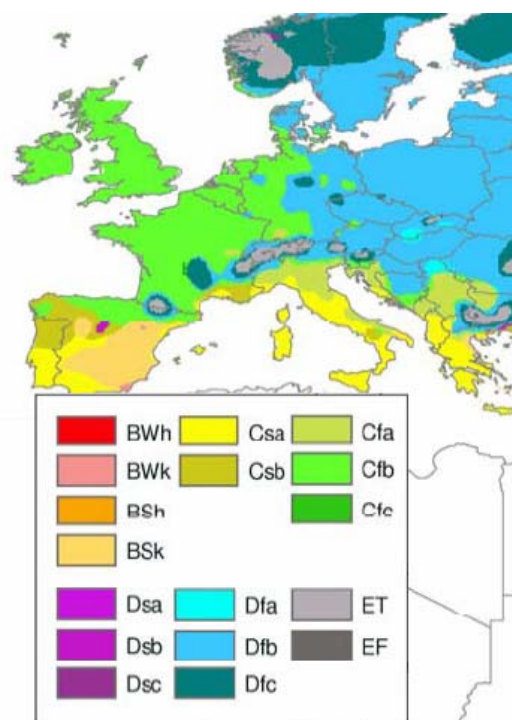 BWh Csa Cfa
BWk Csb Cfb
BSh Cfc
BSk
Dsa Dfa ET
Dsb Dfb EF
Dsc Dfc